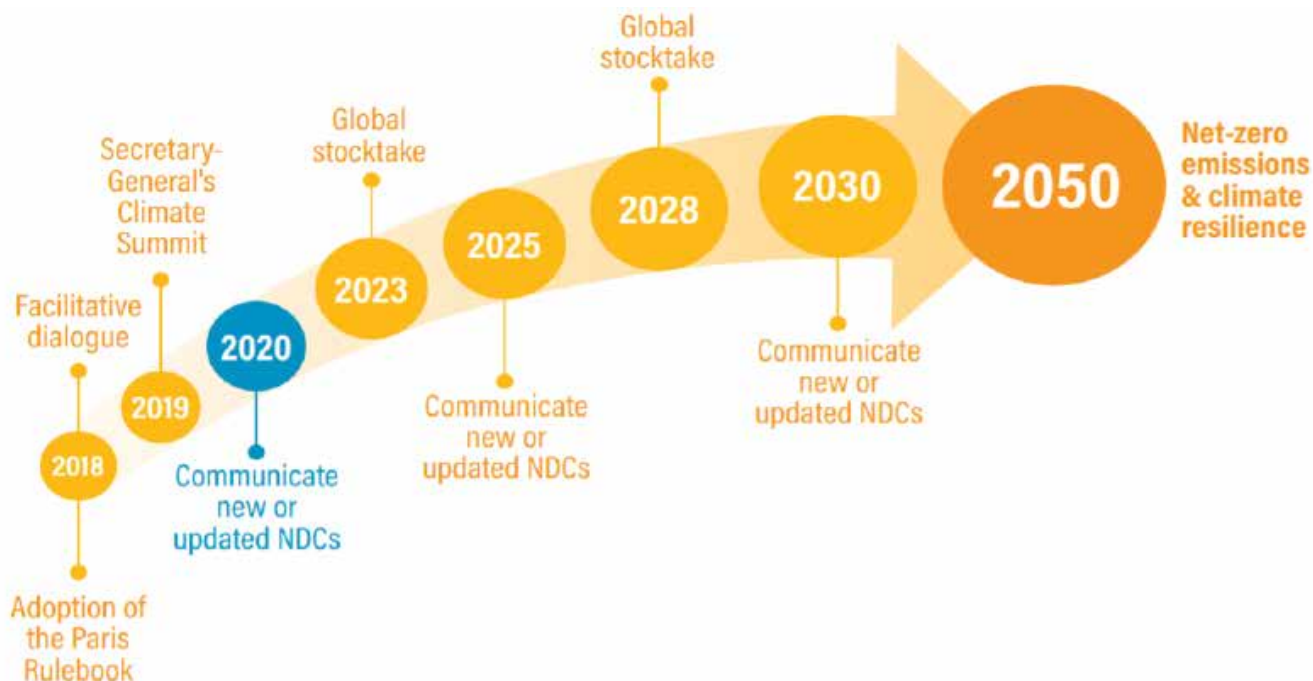 Facilitative
dialogue
2018
Adoption of
the Paris
Rulebook
Secretary-
General's
Climate
Summit
2019
2020
Communicate
new or
updated NDCs
Global
stocktake
2023
2025
Communicate
new or
updated NDCs
Global
stocktake
2028
2030
Communicate
new or
updated NDCs
2050
Net-zero
emissions
& climate
resilience